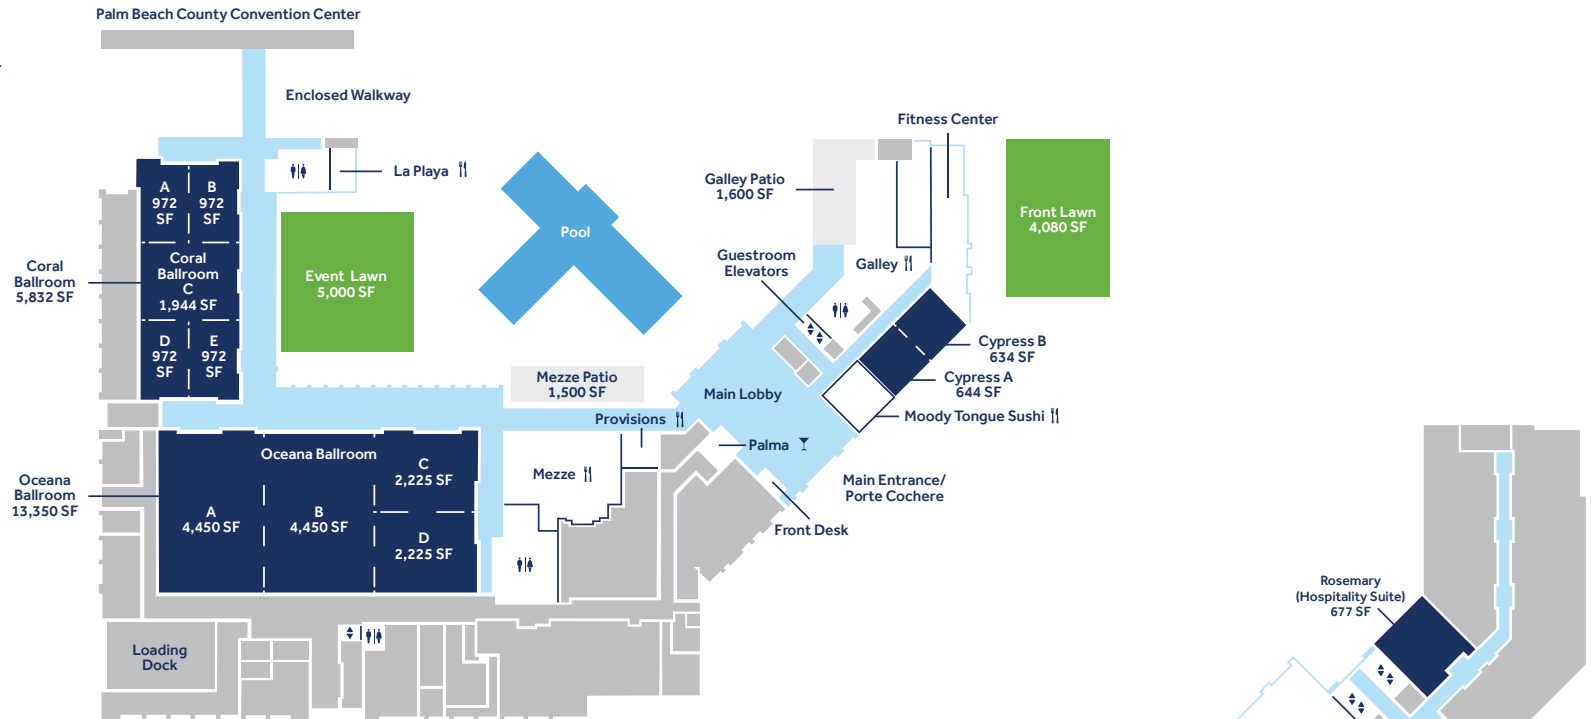 Palm Beach County Convention Center
Enclosed Walkway
La Playa
A
972
SF
B
972
SF
Coral
Ballroom
C
1,944 SF
D
972
SF
E
972
SF
Coral
Ballroom
5,832 SF
Event Lawn
5,000 SF
Pool
Galley Patio
1,600 SF
Fitness Center
Front Lawn
4,080 SF
Guestroom
Elevators
Galley
Cypress B
634 SF
Cypress A
644 SF
Moody Tongue Sushi
Main Lobby
Mezze Patio
1,500 SF
Provisions
Palma
Mezze
Main Entrance/
Porte Cochere
Front Desk
Oceana Ballroom
A
4,450 SF
B
4,450 SF
C
2,225 SF
D
2,225 SF
Oceana
Ballroom
13,350 SF
Loading
Dock
Rosemary
(Hospitality Suite)
677 SF